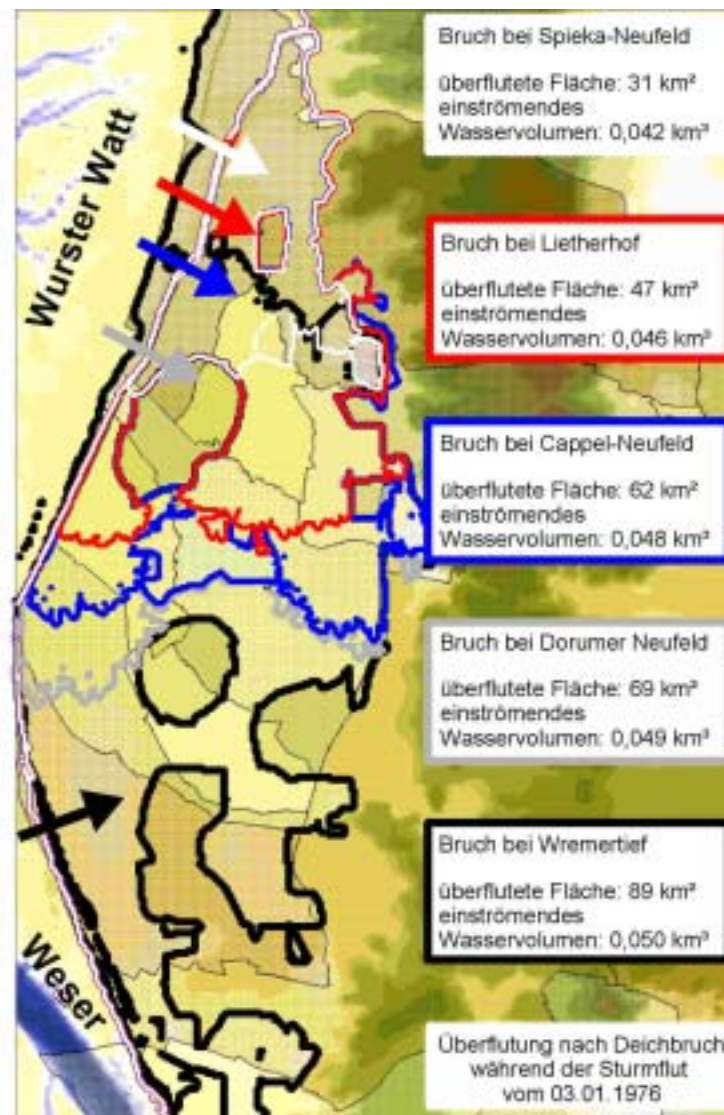 Bruch bei Spieka-Neufeld
überflutete Fläche: 31 km²
einströmendes
Wasservolumen: 0,042 km³
Wurster Watt
Bruch bei Lietherhof
überflutete Fläche: 47 km²
einströmendes
Wasservolumen: 0,046 km³
Bruch bei Cappel-Neufeld
überflutete Fläche: 62 km²
einströmendes
Wasservolumen: 0,048 km³
Bruch bei Dorumer Neufeld
überflutete Fläche: 69 km²
einströmendes
Wasservolumen: 0,049 km³
Bruch bei Wremertief
überflutete Fläche: 89 km²
einströmendes
Wasservolumen: 0,050 km³
Weser
Überflutung nach Deichbruch
während der Sturmflut
vom 03.01.1976